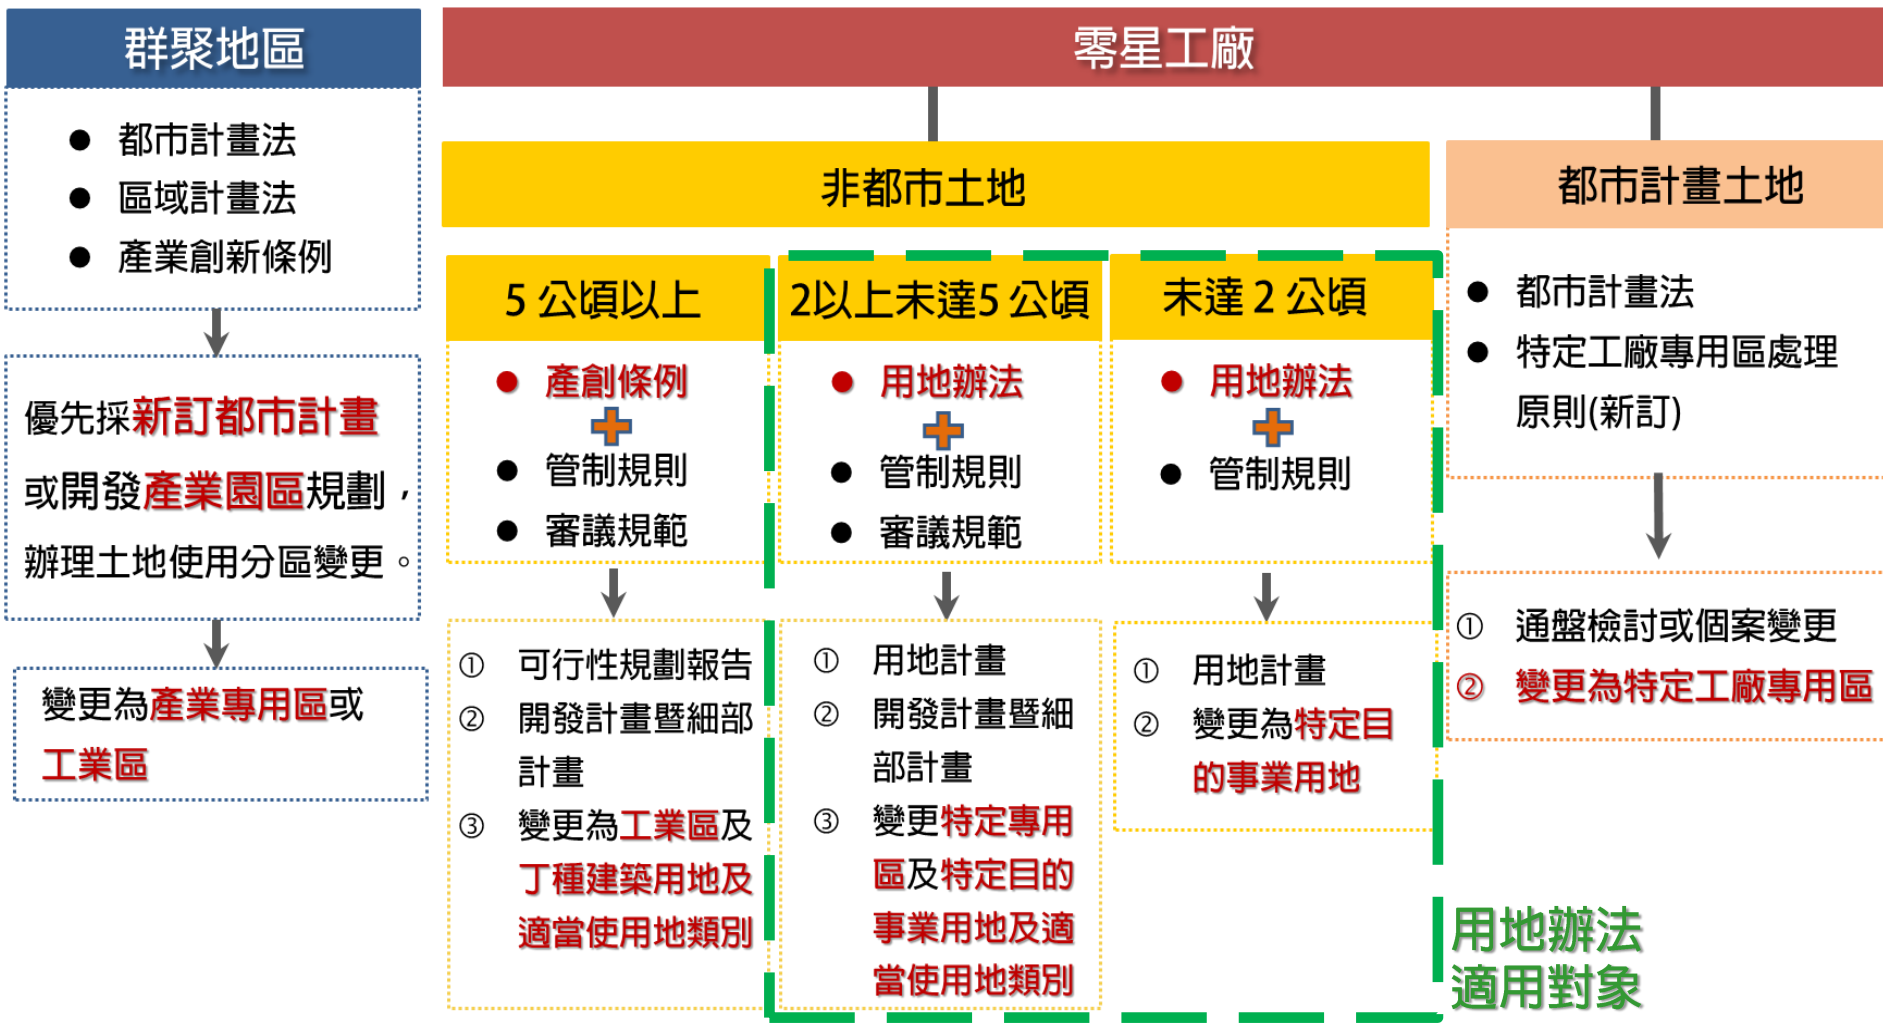 群聚地區
● 都市計畫法
● 區域計畫法
● 產業創新條例
優先採新訂都市計畫
或開發產業園區規劃，
辦理土地使用分區變更。
變更為產業專用區或
工業區
零星工廠
非都市土地
5 公頃以上
● 產創條例
● 管制規則
● 審議規範
① 可行性規劃報告
② 開發計畫暨細部
計畫
③ 變更為工業區及
丁種建築用地及
適當使用地類別
2以上未達5 公頃
● 用地辦法
● 管制規則
● 審議規範
① 用地計畫
② 開發計畫暨細
部計畫
③ 變更特定專用
區及特定目的
事業用地及適
當使用地類別
未達 2 公頃
● 用地辦法
● 管制規則
① 用地計畫
② 變更為特定目
的事業用地
都市計畫土地
● 都市計畫法
● 特定工廠專用區處理
原則(新訂)
① 通盤檢討或個案變更
② 變更為特定工廠專用區
用地辦法
適用對象